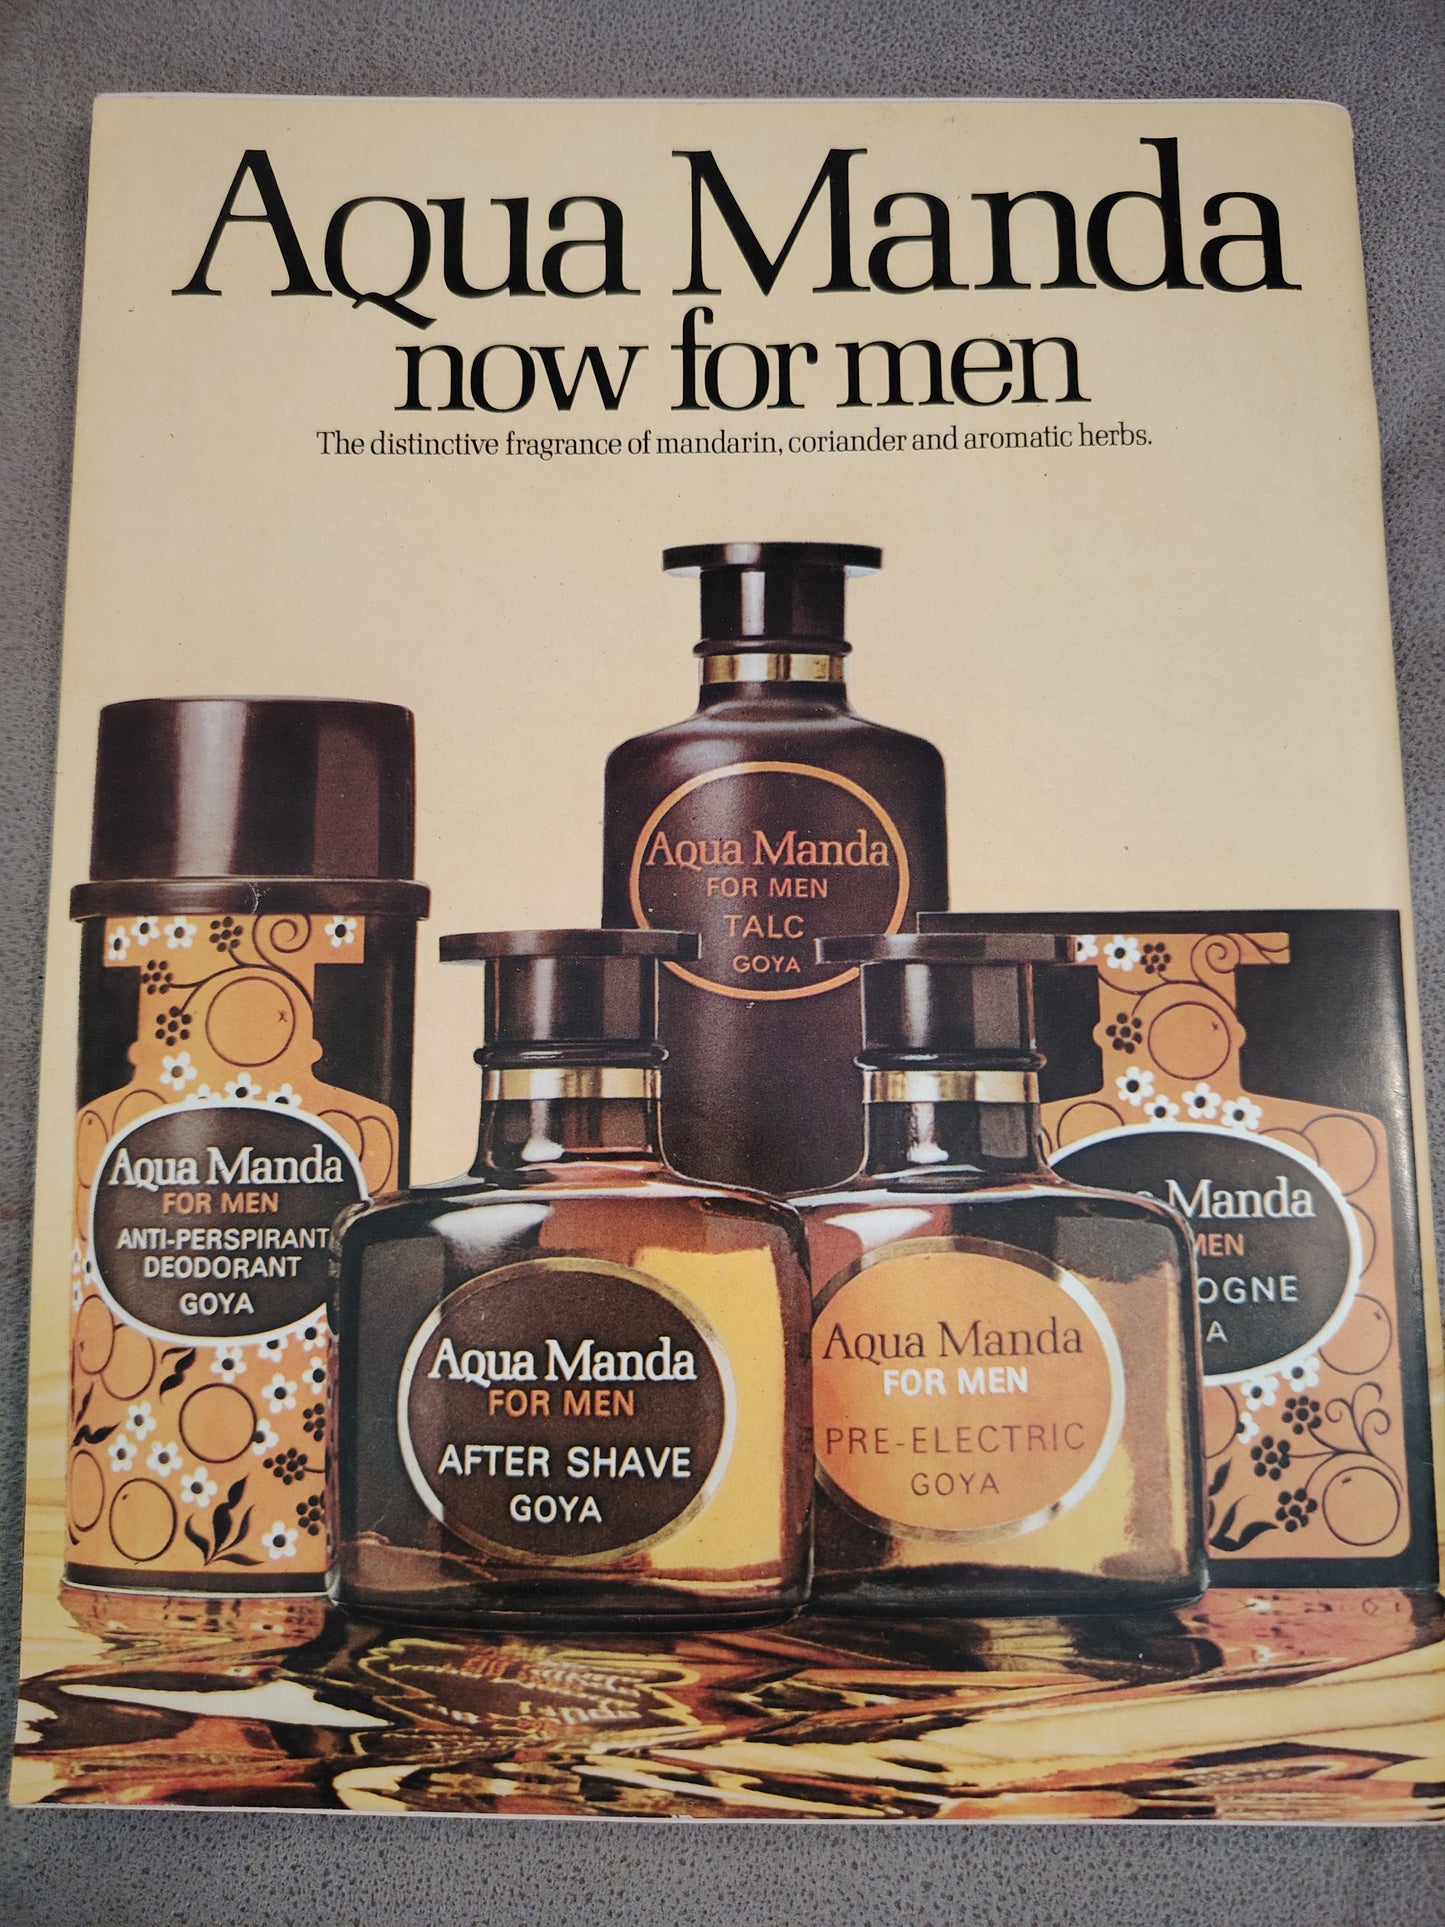 Aqua Manda
now for men
The distinctive fragrance of mandarin, coriander and aromatic herbs.
Aqua Manda
FOR MEN
TALC
GOYA
Aqua Manda
FOR MEN
ANTI-PERSPIRANT
DEODORANT
GOYA
Aqua Manda
FOR MEN
AFTER SHAVE
GOYA
Aqua Manda
FOR MEN
PRE-ELECTRIC
GOYA
Manda
MEN
OGNE
A